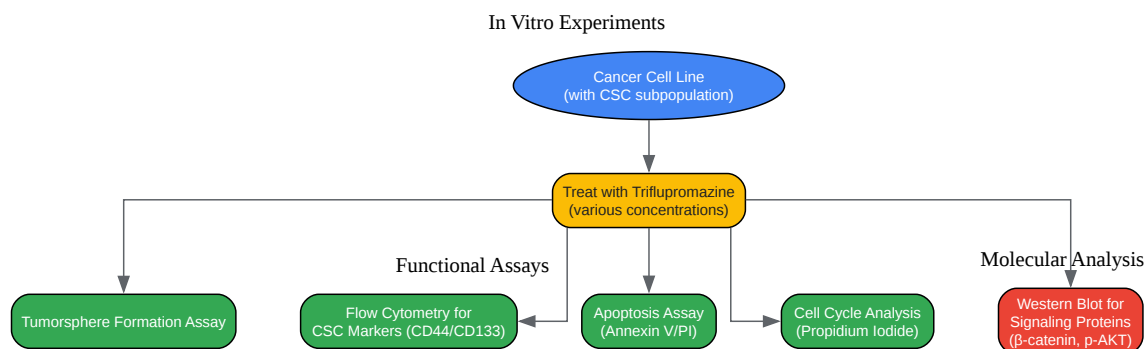 In Vitro Experiments
Cancer Cell Line
(with CSC subpopulation)
Treat with Triflupromazine
(various concentrations)
Functional Assays
Molecular Analysis
Tumorsphere Formation Assay
Flow Cytometry for
CSC Markers (CD44/CD133)
Apoptosis Assay
(Annexin V/PI)
Cell Cycle Analysis
(Propidium Iodide)
Western Blot for
Signaling Proteins
(β-catenin, p-AKT)